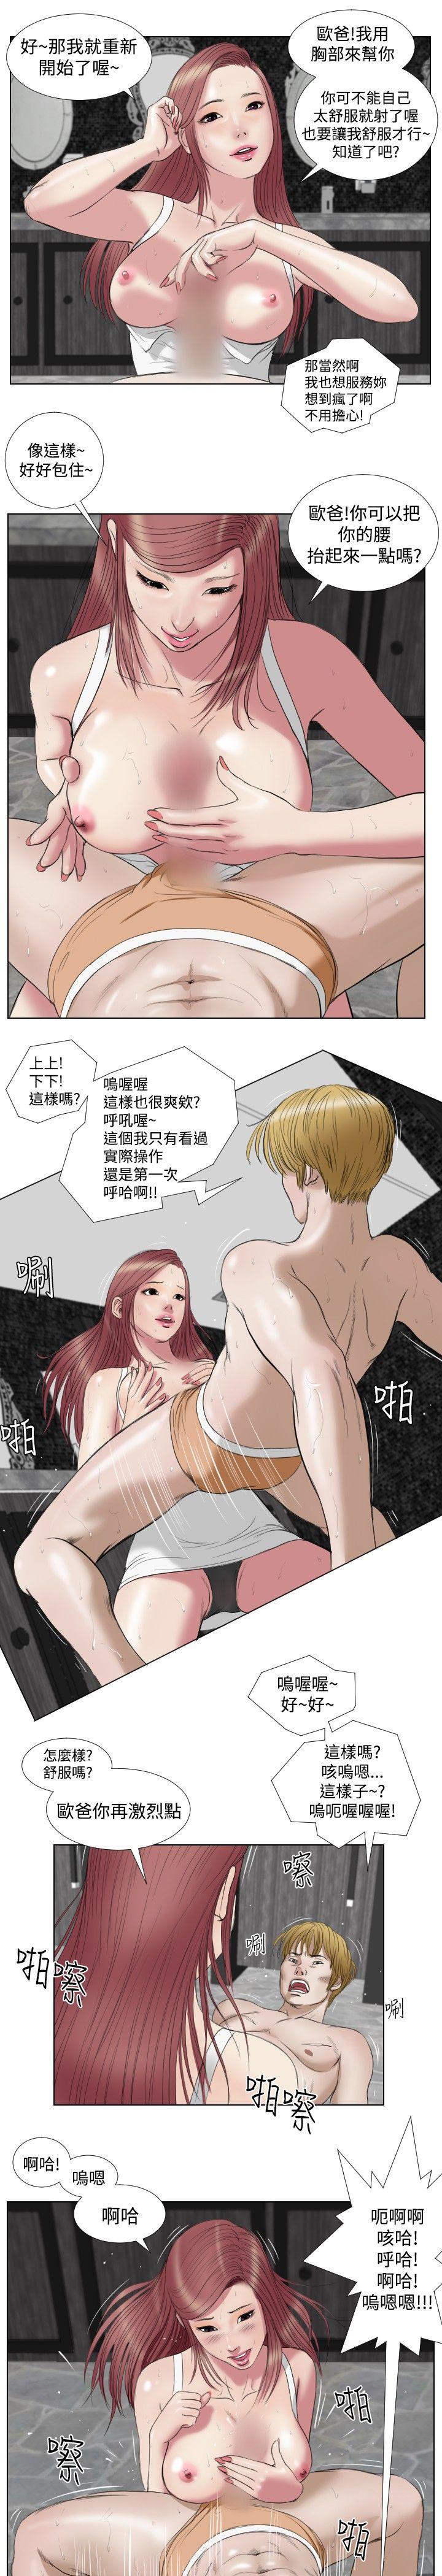 好~那我就重新
開始了喔~
歐爸!我用
胸部來幫你
你可不能自己
太舒服就射了喔
也要讓我舒服才行~
知道了吧?
那當然啊
我也想服務妳
想到瘋了啊
不用擔心!
像這樣~
好好包住~
歐爸!你可以把
你的腰
抬起來一點嗎?
上上!
下下!
這樣嗎?
嗚喔喔
這樣也很爽欸?
呼吼喔~
這個我只有看過
實際操作
還是第一次
呼哈啊!!
唰
啪
啪
嗚喔喔~
好~好~
這樣嗎?
咳嗚嗯...
這樣子~?
嗚呃喔喔喔!
怎麼樣?
舒服嗎?
歐爸你再激烈點
嚓
唰
啪嚓
唰
啪嚓
啊哈!
嗚嗯
啊哈
呃啊啊
咳哈!
呼哈!
啊哈!
嗚嗯嗯!!!
啪
嚓
啪